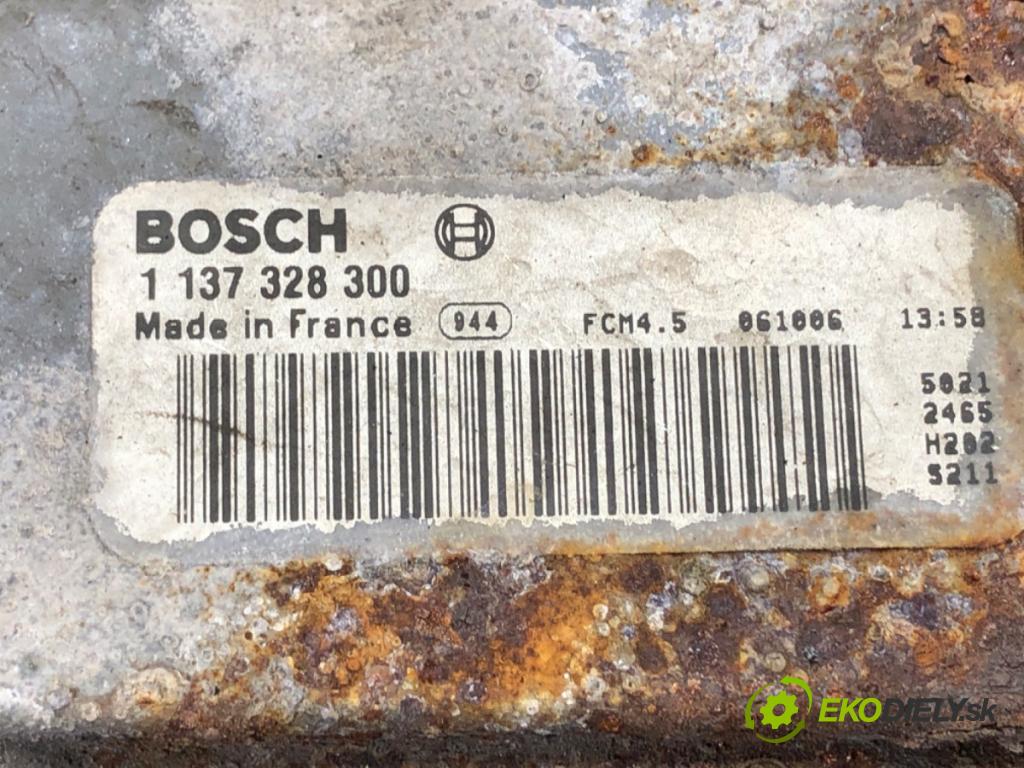 BOSCH
1 137 328 300
Made in France 944 FCM4.5 061006 13:58
5021
2465
H202
5211
EKODIELY.sk